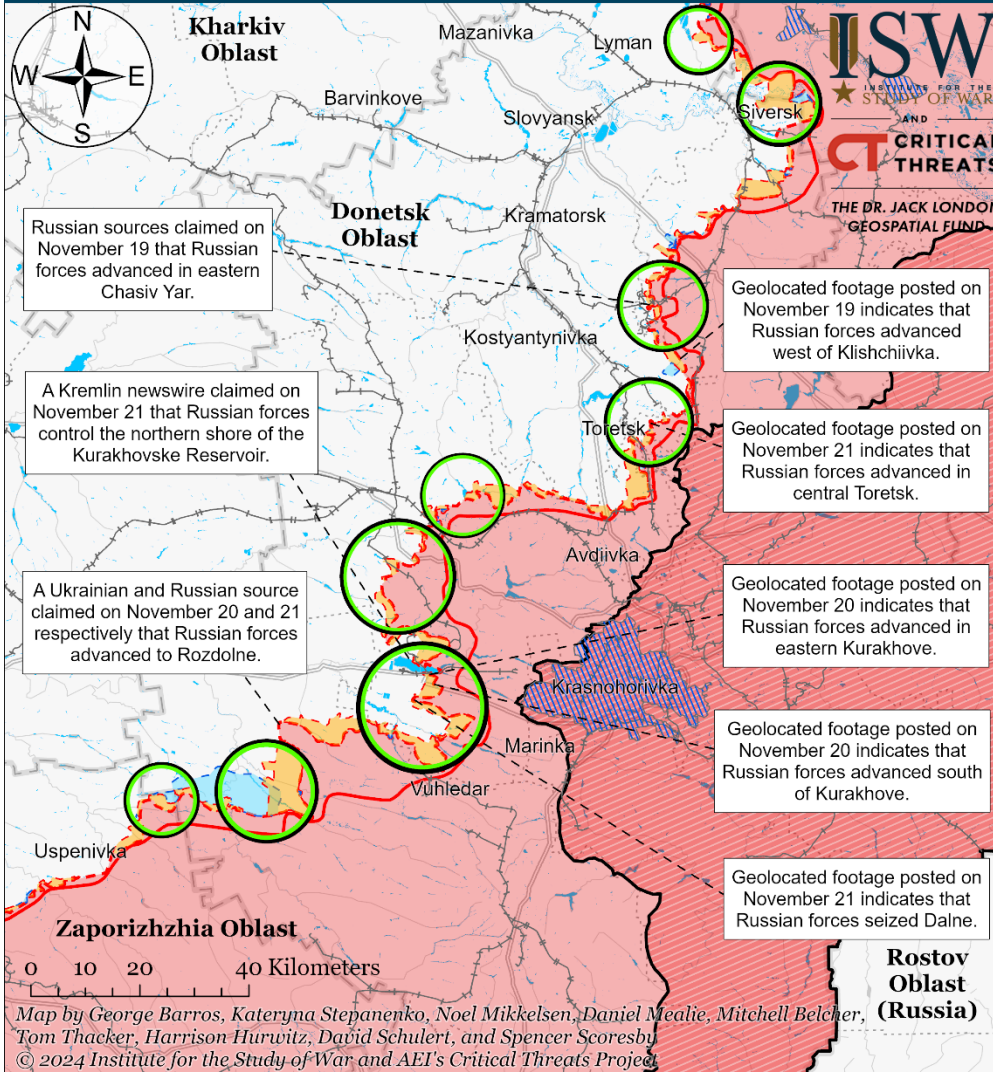 N
W
E
S
Kharkiv
Oblast
Mazanivka
Lyman
ISW
INSTITUTE FOR THE
STUDY OF WAR
AND
CT CRITICAL
THREATS
THE DR. JACK LONDON
GEOSPATIAL FUND
Barvinkove
Slovyansk
Siversk
Donetsk
Oblast
Kramatorsk
Russian sources claimed on
November 19 that Russian
forces advanced in eastern
Chasiv Yar.
Geolocated footage posted on
November 19 indicates that
Russian forces advanced
west of Klishchiivka.
Kostyantynivka
A Kremlin newswire claimed on
November 21 that Russian forces
control the northern shore of the
Kurakhovske Reservoir.
Toretsk
Geolocated footage posted on
November 21 indicates that
Russian forces advanced in
central Toretsk.
Avdiivka
A Ukrainian and Russian source
claimed on November 20 and 21
respectively that Russian forces
advanced to Rozdolne.
Geolocated footage posted on
November 20 indicates that
Russian forces advanced in
eastern Kurakhove.
Krasnohorivka
Marinka
Geolocated footage posted on
November 20 indicates that
Russian forces advanced south
of Kurakhove.
Vuhledar
Uspenivka
Geolocated footage posted on
November 21 indicates that
Russian forces seized Dalne.
Zaporizhzhia Oblast
Rostov
Oblast
(Russia)
0 10 20 40 Kilometers
Map by George Barros, Kateryna Stepanenko, Noel Mikkelsen, Daniel Mealie, Mitchell Belcher,
Tom Thacker, Harrison Hurwitz, David Schulert, and Spencer Scoresby
© 2024 Institute for the Study of War and AEI's Critical Threats Project